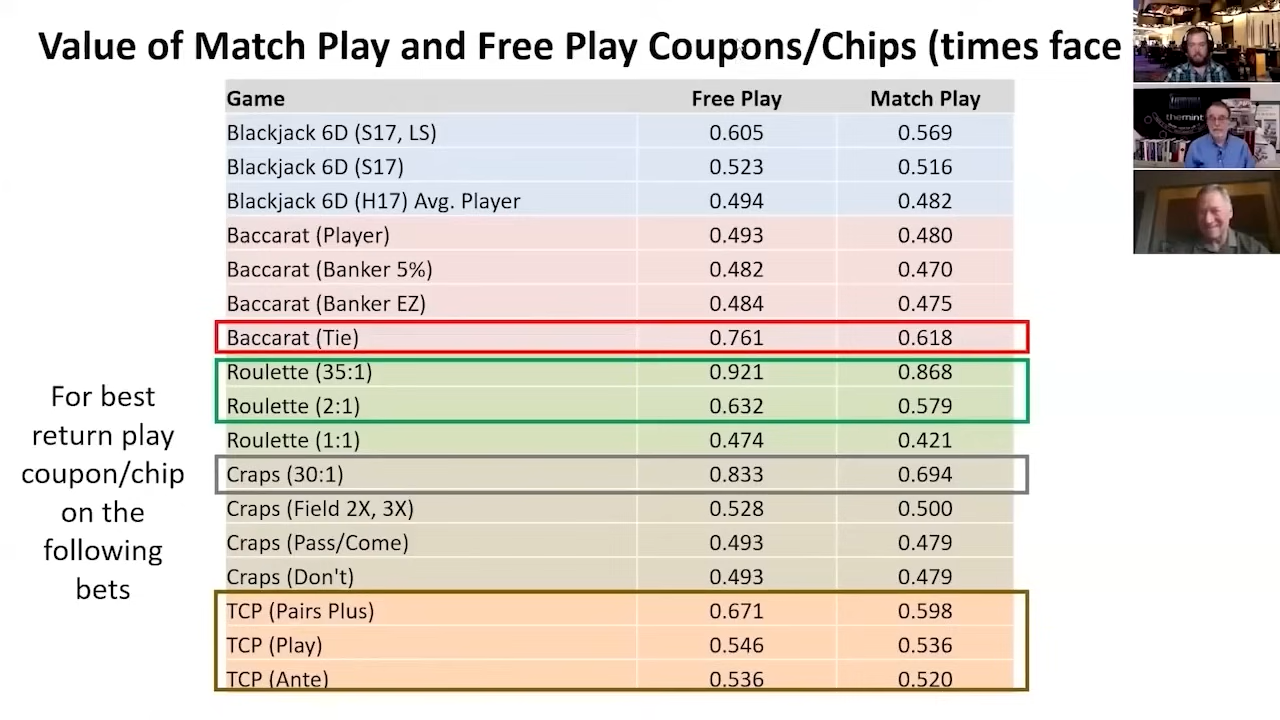 Value of Match Play and Free Play Coupons/Chips (times face
Game Free Play Match Play
Blackjack 6D (S17, LS) 0.605 0.569
Blackjack 6D (S17) 0.523 0.516
Blackjack 6D (H17) Avg. Player 0.494 0.482
Baccarat (Player) 0.493 0.480
Baccarat (Banker 5%) 0.482 0.470
Baccarat (Banker EZ) 0.484 0.475
Baccarat (Tie) 0.761 0.618
Roulette (35:1) 0.921 0.868
Roulette (2:1) 0.632 0.579
Roulette (1:1) 0.474 0.421
Craps (30:1) 0.833 0.694
Craps (Field 2X, 3X) 0.528 0.500
Craps (Pass/Come) 0.493 0.479
Craps (Don't) 0.493 0.479
TCP (Pairs Plus) 0.671 0.598
TCP (Play) 0.546 0.536
TCP (Ante) 0.536 0.520
For best
return play
coupon/chip
on the
following
bets
themint